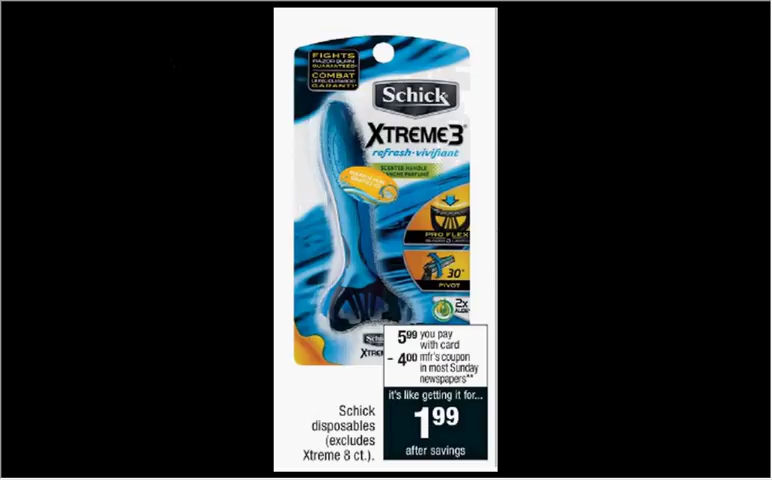 FIGHTS
RAZOR BURN
GUARANTEED*
COMBAT
GARANTI*
Schick
XTREME3
refresh·vivifiant
SCENTED HANDLE
MANCHE PARFUMÉ
PRO FLEX
30°
PIVOT
2x
ALOE*
5.99 you pay
with card
- 4.00 mfr's coupon
in most Sunday
newspapers**
it's like getting it for...
1.99
after savings
Schick
disposables
(excludes
Xtreme 8 ct.).